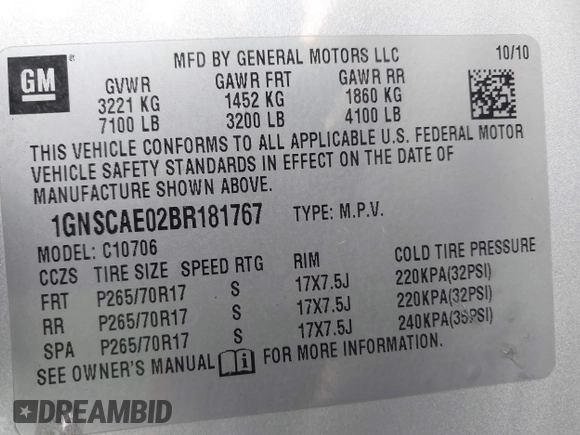 GM
MFD BY GENERAL MOTORS LLC 10/10
GVWR GAWR FRT GAWR RR
3221 KG 1452 KG 1860 KG
7100 LB 3200 LB 4100 LB
THIS VEHICLE CONFORMS TO ALL APPLICABLE U.S. FEDERAL MOTOR
VEHICLE SAFETY STANDARDS IN EFFECT ON THE DATE OF
MANUFACTURE SHOWN ABOVE.
1GNSCAE02BR181767 TYPE: M.P.V.
MODEL: C10706
CCZS TIRE SIZE SPEED RTG RIM COLD TIRE PRESSURE
FRT P265/70R17 S 17X7.5J 220KPA(32PSI)
RR P265/70R17 S 17X7.5J 220KPA(32PSI)
SPA P265/70R17 S 17X7.5J 240KPA(35PSI)
SEE OWNER'S MANUAL FOR MORE INFORMATION.
DREAMBID